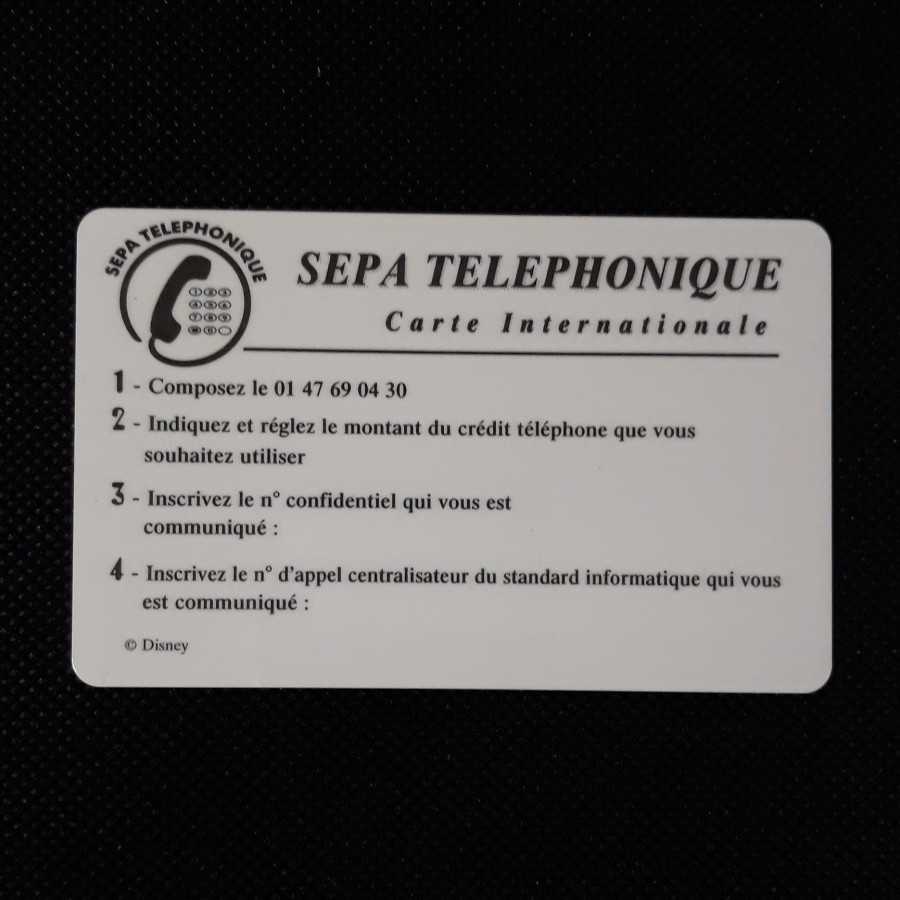 SEPA TELEPHONIQUE
SEPA TELEPHONIQUE
Carte Internationale
1 - Composez le 01 47 69 04 30
2 - Indiquez et réglez le montant du crédit téléphone que vous
souhaitez utiliser
3 - Inscrivez le n° confidentiel qui vous est
communiqué :
4 - Inscrivez le n° d'appel centralisateur du standard informatique qui vous
est communiqué :
© Disney